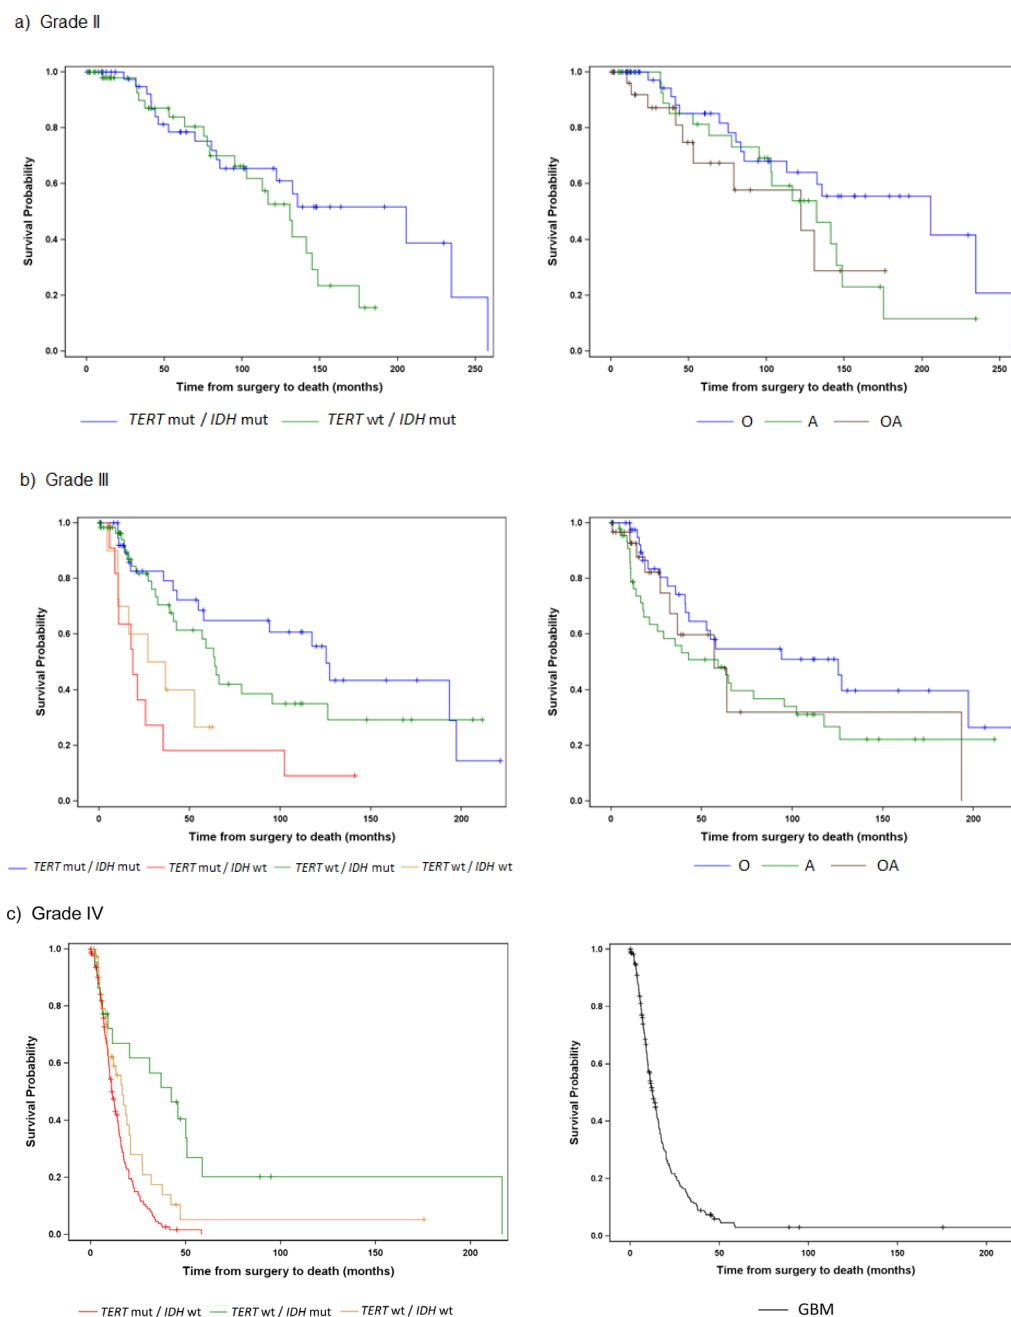 a) Grade II
1.0
0.8
0.6
0.4
0.2
0.0
Survival Probability
0 50 100 150 200 250
Time from surgery to death (months)
TERT mut / IDH mut TERT wt / IDH mut
1.0
0.8
0.6
0.4
0.2
0.0
Survival Probability
0 50 100 150 200 250
Time from surgery to death (months)
O A OA
b) Grade III
1.0
0.8
0.6
0.4
0.2
0.0
Survival Probability
0 50 100 150 200
Time from surgery to death (months)
TERT mut / IDH mut TERT mut / IDH wt TERT wt / IDH mut TERT wt / IDH wt
1.0
0.8
0.6
0.4
0.2
0.0
Survival Probability
0 50 100 150 200
Time from surgery to death (months)
O A OA
c) Grade IV
1.0
0.8
0.6
0.4
0.2
0.0
Survival Probability
0 50 100 150 200
Time from surgery to death (months)
TERT mut / IDH wt TERT wt / IDH mut TERT wt / IDH wt
1.0
0.8
0.6
0.4
0.2
0.0
Survival Probability
0 50 100 150 200
Time from surgery to death (months)
GBM